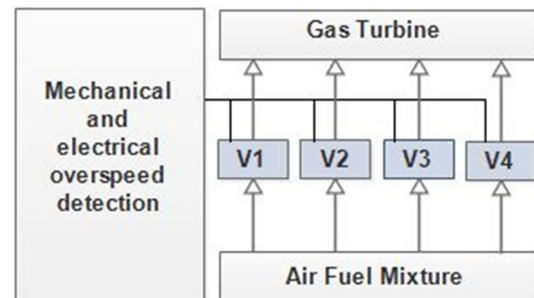 Gas Turbine
Mechanical
and
electrical
overspeed
detection
V1 V2 V3 V4
Air Fuel Mixture